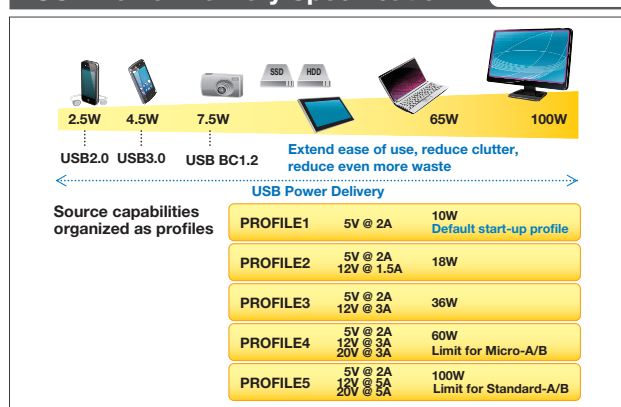 SSD
HDD
2.5W
4.5W
7.5W
65W
100W
USB2.0
USB3.0
USB BC1.2
Extend ease of use, reduce clutter,
reduce even more waste
USB Power Delivery
Source capabilities
organized as profiles
PROFILE1
5V @ 2A
10W
Default start-up profile
PROFILE2
5V @ 2A
12V @ 1.5A
18W
PROFILE3
5V @ 2A
12V @ 3A
36W
PROFILE4
5V @ 2A
12V @ 3A
20V @ 3A
60W
Limit for Micro-A/B
PROFILE5
5V @ 2A
12V @ 5A
20V @ 5A
100W
Limit for Standard-A/B